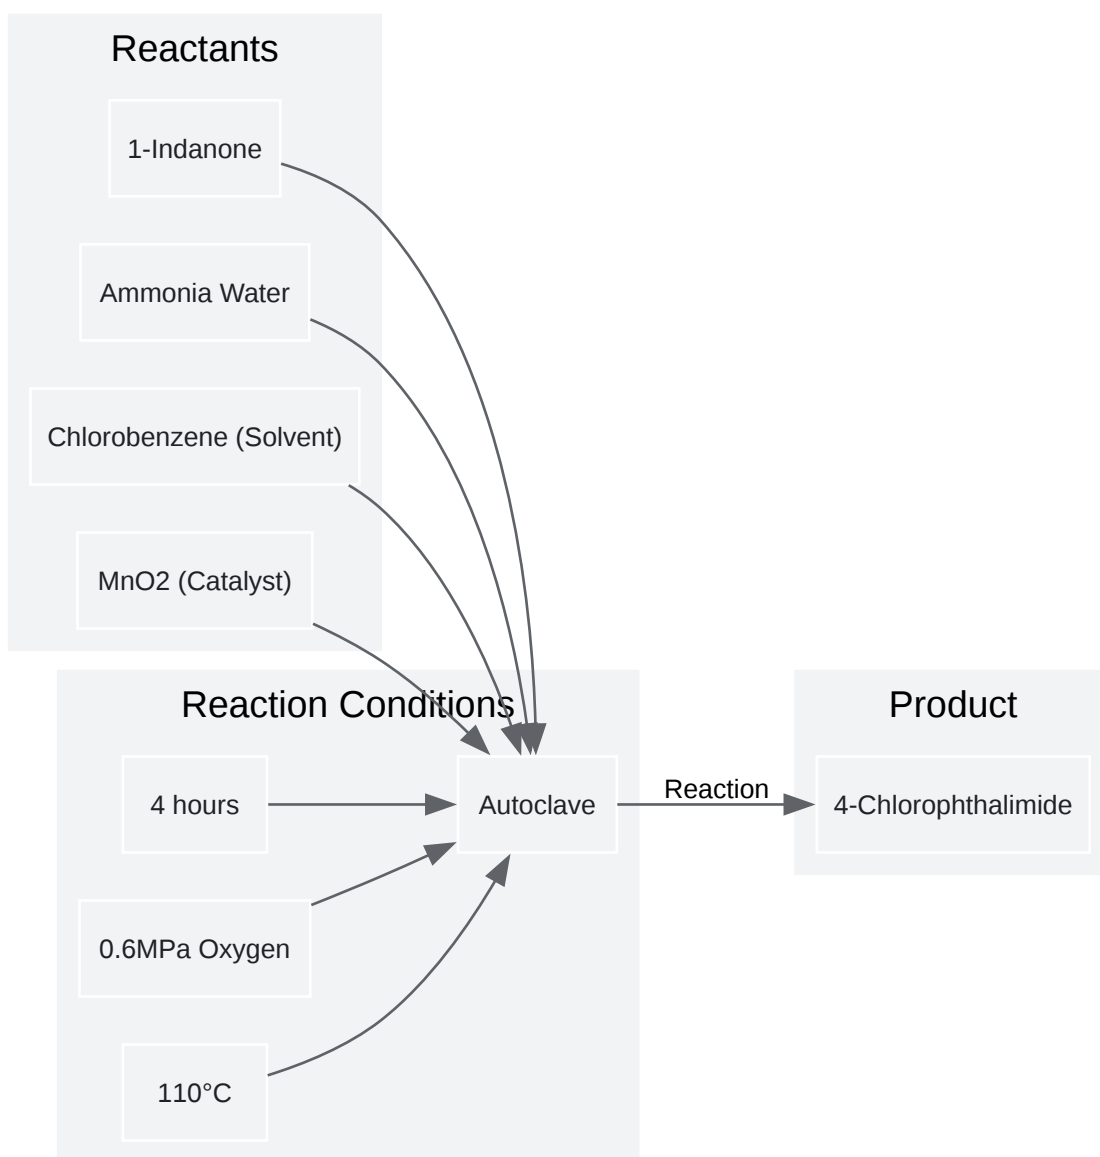 Reactants
1-Indanone
Ammonia Water
Chlorobenzene (Solvent)
MnO2 (Catalyst)
Reaction Conditions
4 hours
Autoclave
0.6MPa Oxygen
110°C
Reaction
Product
4-Chlorophthalimide